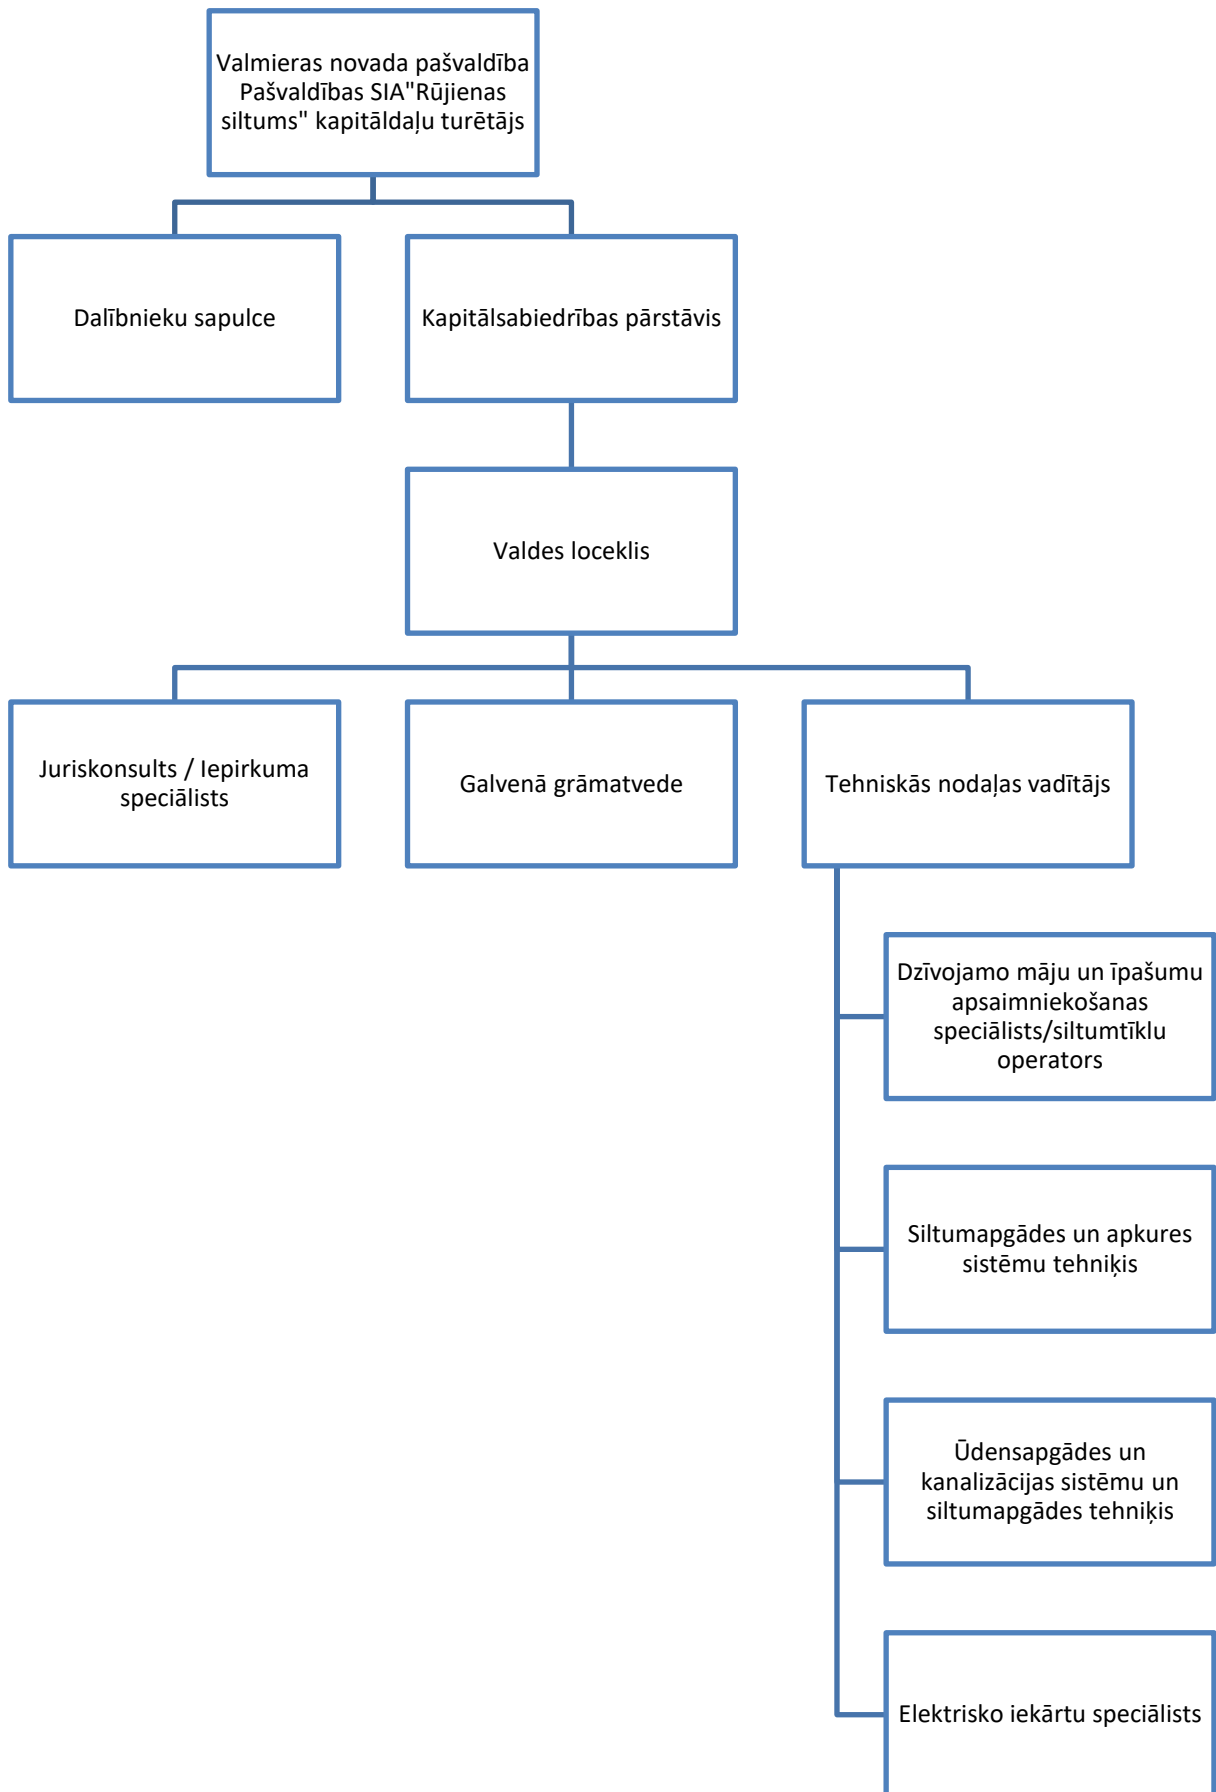 Valmieras novada pašvaldība
Pašvaldības SIA"Rūjienas
siltums" kapitāldaļu turētājs
Dalībnieku sapulce
Kapitālsabiedrības pārstāvis
Valdes loceklis
Juriskonsults / Iepirkuma
speciālists
Galvenā grāmatvede
Tehniskās nodaļas vadītājs
Dzīvojamo māju un īpašumu
apsaimniekošanas
speciālists/siltumtīklu
operators
Siltumapgādes un apkures
sistēmu tehniķis
Ūdensapgādes un
kanalizācijas sistēmu un
siltumapgādes tehniķis
Elektrisko iekārtu speciālists